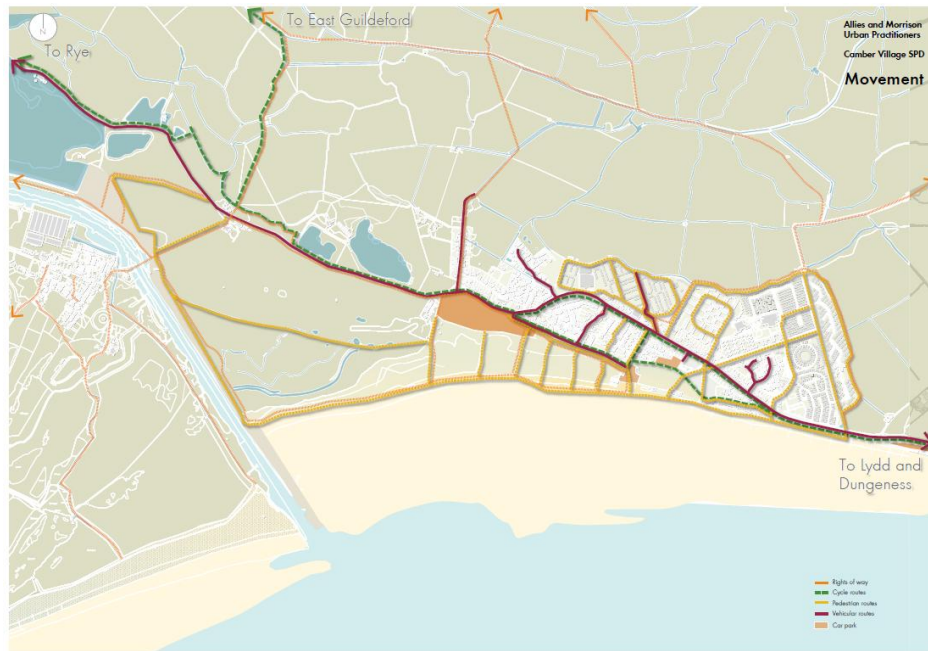 To East Guildeford
To Rye
N
Allies and Morrison
Urban Practitioners
Camber Village SPD
Movement
To Lydd and
Dungeness
Rights of way
Cycle routes
Pedestrian routes
Vehicular routes
Car park